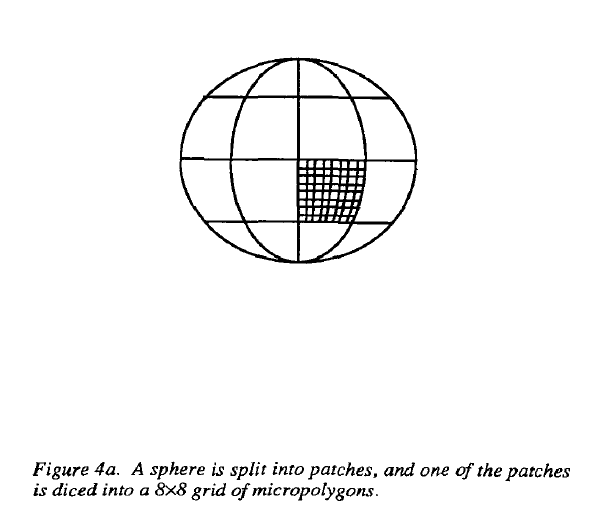 Figure 4a. A sphere is split into patches, and one of the patches
is diced into a 8×8 grid of micropolygons.